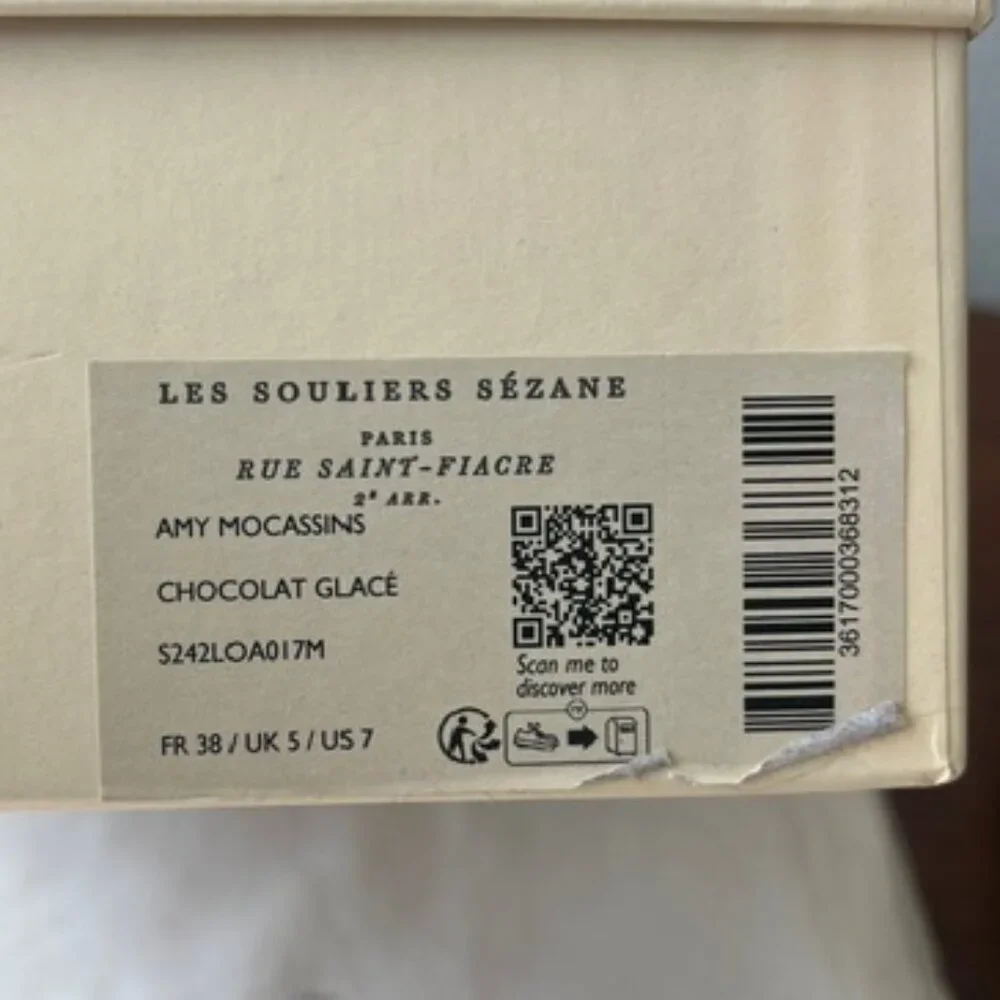 LES SOULIERS SÉZANE
PARIS
RUE SAINT-FIACRE
2e ARR.
AMY MOCASSINS
CHOCOLAT GLACÉ
S242LOA017M
FR 38 / UK 5 / US 7
Scan me to
discover more
FR
3617000368312